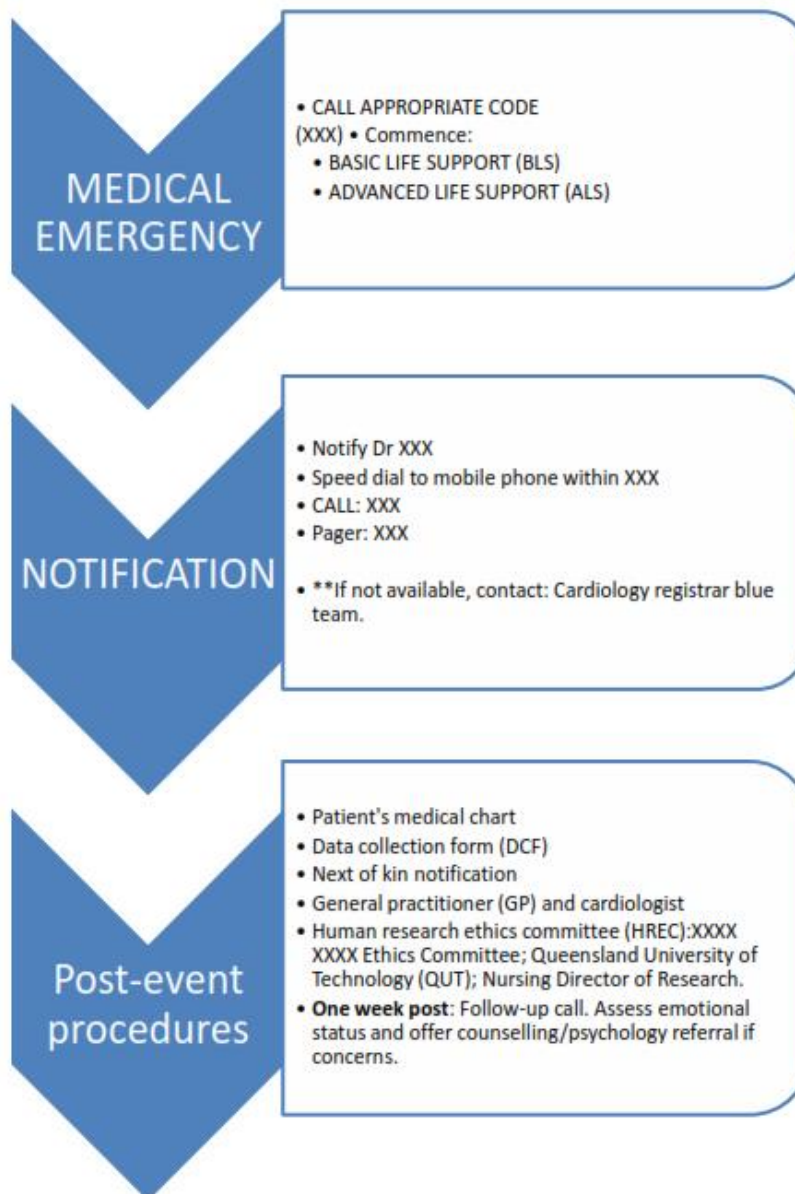 MEDICAL
EMERGENCY
• CALL APPROPRIATE CODE
(XXX) • Commence:
• BASIC LIFE SUPPORT (BLS)
• ADVANCED LIFE SUPPORT (ALS)
NOTIFICATION
• Notify Dr XXX
• Speed dial to mobile phone within XXX
• CALL: XXX
• Pager: XXX
• **If not available, contact: Cardiology registrar blue
team.
Post-event
procedures
• Patient's medical chart
• Data collection form (DCF)
• Next of kin notification
• General practitioner (GP) and cardiologist
• Human research ethics committee (HREC):XXXX
XXXX Ethics Committee; Queensland University of
Technology (QUT); Nursing Director of Research.
• One week post: Follow-up call. Assess emotional
status and offer counselling/psychology referral if
concerns.